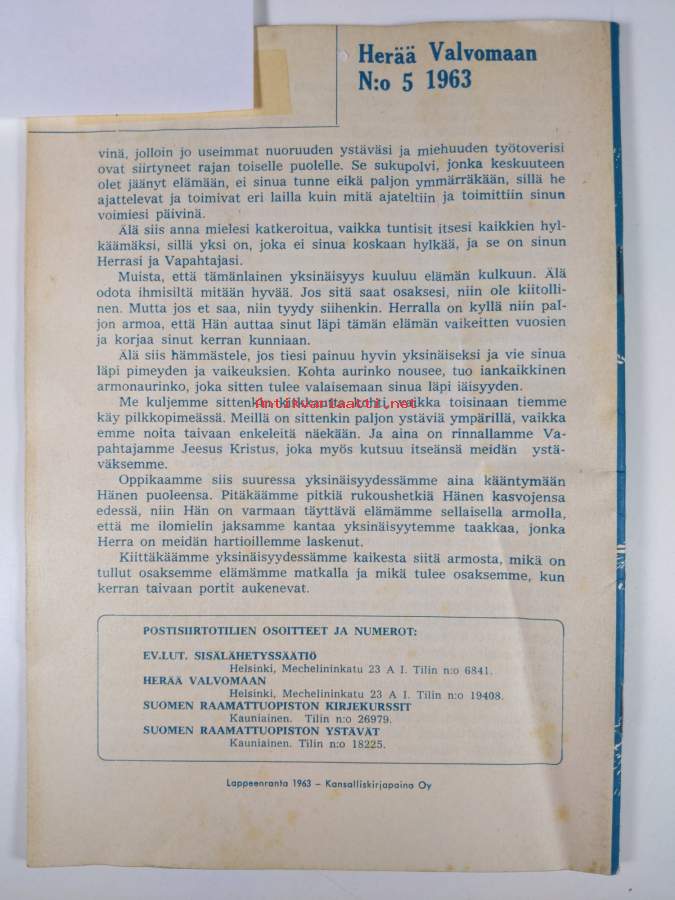 Herää Valvomaan
N:o 5 1963
vinä, jolloin jo useimmat nuoruuden ystäväsi ja miehuuden työtoverisi
ovat siirtyneet rajan toiselle puolelle. Se sukupolvi, jonka keskuuteen
olet jäänyt elämään, ei sinua tunne eikä paljon ymmärräkään, sillä he
ajattelevat ja toimivat eri lailla kuin mitä ajateltiin ja toimittiin sinun
voimiesi päivinä.
Älä siis anna mielesi katkeroitua, vaikka tuntisit itsesi kaikkien hyl-
käämäksi, sillä yksi on, joka ei sinua koskaan hylkää, ja se on sinun
Herrasi ja Vapahtajasi.
Muista, että tämänlainen yksinäisyys kuuluu elämän kulkuun. Älä
odota ihmisiltä mitään hyvää. Jos sitä saat osaksesi, niin ole kiitolli-
nen. Mutta jos et saa, niin tyydy siihenkin. Herralla on kyllä niin pal-
jon armoa, että Hän auttaa sinut läpi tämän elämän vaikeitten vuosien
ja korjaa sinut kerran kunniaan.
Älä siis hämmästele, jos tiesi painuu hyvin yksinäiseksi ja vie sinua
läpi pimeyden ja vaikeuksien. Kohta aurinko nousee, tuo iankaikkinen
armonaurinko, joka sitten tulee valaisemaan sinua läpi iäisyyden.
Antikvariaatti.net
Me kuljemme sittenkin kirkkautta kohti, vaikka toisinaan tiemme
käy pilkkopimeässä. Meillä on sittenkin paljon ystäviä ympärillä, vaikka
emme noita taivaan enkeleitä näekään. Ja aina on rinnallamme Va-
pahtajamme Jeesus Kristus, joka myös kutsuu itseänsä meidän ystä-
väksemme.
Oppikaamme siis suuressa yksinäisyydessämme aina kääntymään
Hänen puoleensa. Pitäkäämme pitkiä rukoushetkiä Hänen kasvojensa
edessä, niin Hän on varmaan täyttävä elämämme sellaisella armolla,
että me ilomielin jaksamme kantaa yksinäisyytemme taakkaa, jonka
Herra on meidän hartioillemme laskenut.
Kiittäkäämme yksinäisyydessämme kaikesta siitä armosta, mikä on
tullut osaksemme elämämme matkalla ja mikä tulee osaksemme, kun
kerran taivaan portit aukenevat.
POSTISIIRTOTILIEN OSOITTEET JA NUMEROT:
EV.LUT. SISÄLÄHETYSSÄÄTIÖ
Helsinki, Mechelininkatu 23 A I. Tilin n:o 6841.
HERÄÄ VALVOMAAN
Helsinki, Mechelininkatu 23 A I. Tilin n:o 19408.
SUOMEN RAAMATTUOPISTON KIRJEKURSSIT
Kauniainen. Tilin n:o 26979.
SUOMEN RAAMATTUOPISTON YSTÄVÄT
Kauniainen. Tilin n:o 18225.
Lappeenranta 1963 – Kansalliskirjapaino Oy